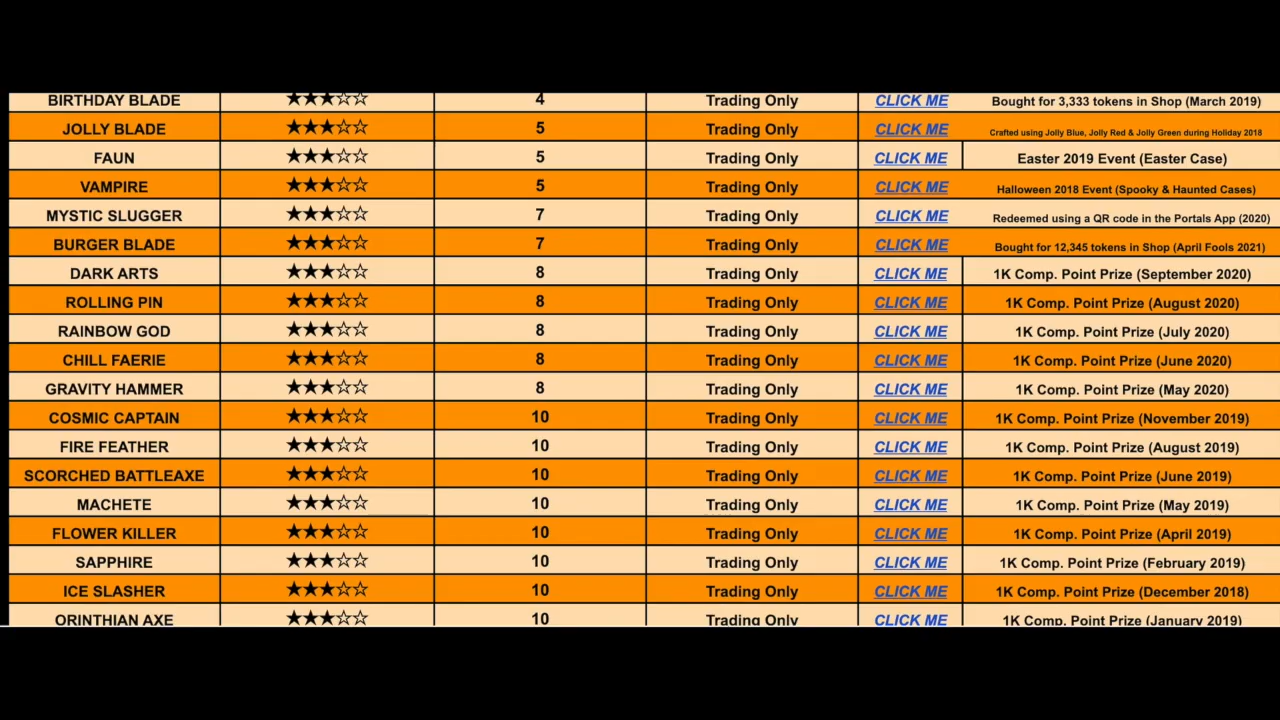 BIRTHDAY BLADE ★★★☆☆ 4 Trading Only CLICK ME Bought for 3,333 tokens in Shop (March 2019)
JOLLY BLADE ★★★☆☆ 5 Trading Only CLICK ME Crafted using Jolly Blue, Jolly Red & Jolly Green during Holiday 2018
FAUN ★★★☆☆ 5 Trading Only CLICK ME Easter 2019 Event (Easter Case)
VAMPIRE ★★★☆☆ 5 Trading Only CLICK ME Halloween 2018 Event (Spooky & Haunted Cases)
MYSTIC SLUGGER ★★★☆☆ 7 Trading Only CLICK ME Redeemed using a QR code in the Portals App (2020)
BURGER BLADE ★★★☆☆ 7 Trading Only CLICK ME Bought for 12,345 tokens in Shop (April Fools 2021)
DARK ARTS ★★★☆☆ 8 Trading Only CLICK ME 1K Comp. Point Prize (September 2020)
ROLLING PIN ★★★☆☆ 8 Trading Only CLICK ME 1K Comp. Point Prize (August 2020)
RAINBOW GOD ★★★☆☆ 8 Trading Only CLICK ME 1K Comp. Point Prize (July 2020)
CHILL FAERIE ★★★☆☆ 8 Trading Only CLICK ME 1K Comp. Point Prize (June 2020)
GRAVITY HAMMER ★★★☆☆ 8 Trading Only CLICK ME 1K Comp. Point Prize (May 2020)
COSMIC CAPTAIN ★★★☆☆ 10 Trading Only CLICK ME 1K Comp. Point Prize (November 2019)
FIRE FEATHER ★★★☆☆ 10 Trading Only CLICK ME 1K Comp. Point Prize (August 2019)
SCORCHED BATTLEAXE ★★★☆☆ 10 Trading Only CLICK ME 1K Comp. Point Prize (June 2019)
MACHETE ★★★☆☆ 10 Trading Only CLICK ME 1K Comp. Point Prize (May 2019)
FLOWER KILLER ★★★☆☆ 10 Trading Only CLICK ME 1K Comp. Point Prize (April 2019)
SAPPHIRE ★★★☆☆ 10 Trading Only CLICK ME 1K Comp. Point Prize (February 2019)
ICE SLASHER ★★★☆☆ 10 Trading Only CLICK ME 1K Comp. Point Prize (December 2018)
ORINTHIAN AXE ★★★☆☆ 10 Trading Only CLICK ME 1K Comp. Point Prize (January 2019)